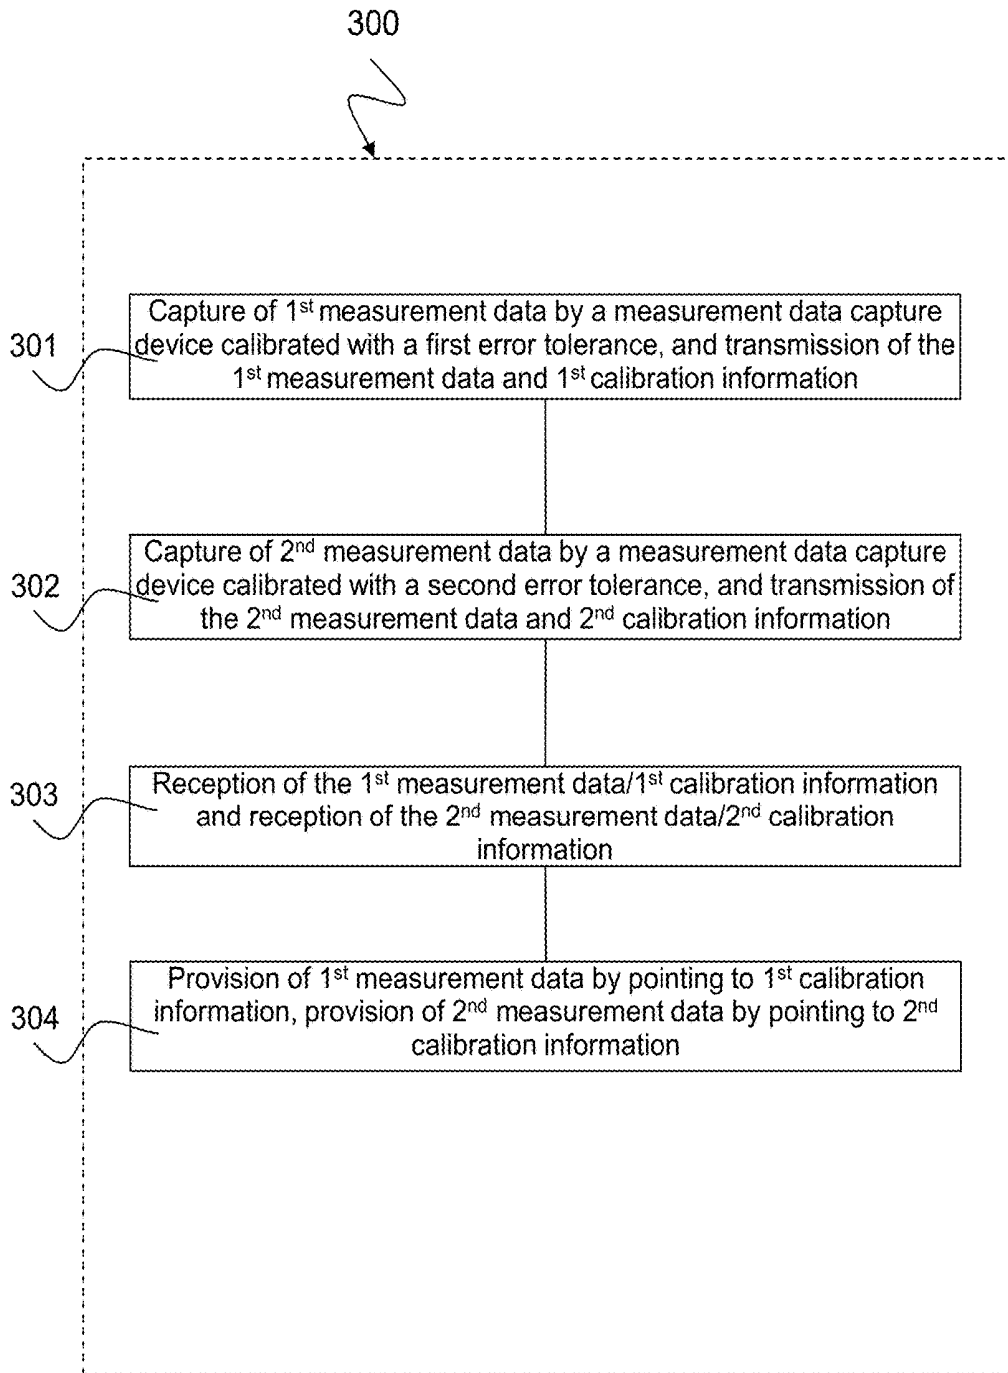 300
301
Capture of 1st measurement data by a measurement data capture
device calibrated with a first error tolerance, and transmission of the
1st measurement data and 1st calibration information
302
Capture of 2nd measurement data by a measurement data capture
device calibrated with a second error tolerance, and transmission of
the 2nd measurement data and 2nd calibration information
303
Reception of the 1st measurement data/1st calibration information
and reception of the 2nd measurement data/2nd calibration
information
304
Provision of 1st measurement data by pointing to 1st calibration
information, provision of 2nd measurement data by pointing to 2nd
calibration information